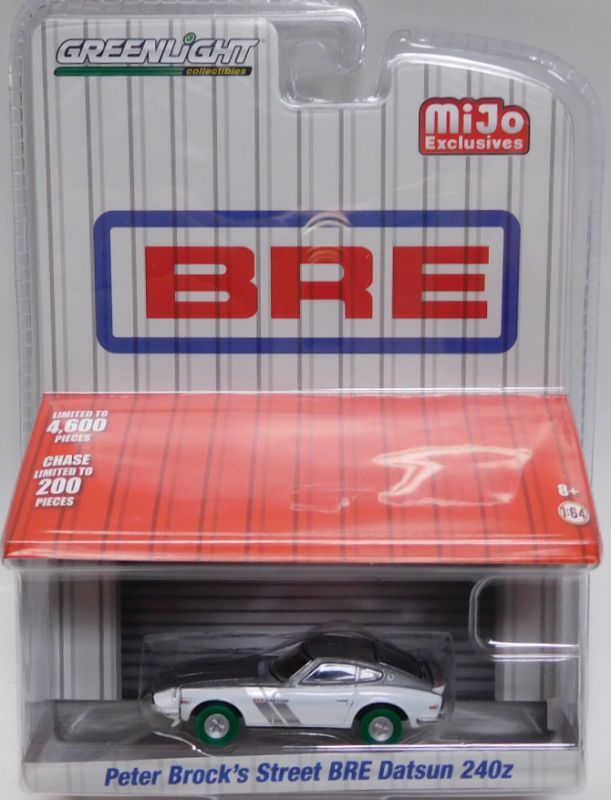 GREENLIGHT
collectibles
MiJo
Exclusives
BRE
LIMITED TO
4,600
PIECES
CHASE
LIMITED TO
200
PIECES
8+
1:64
Peter Brock's Street BRE Datsun 240z